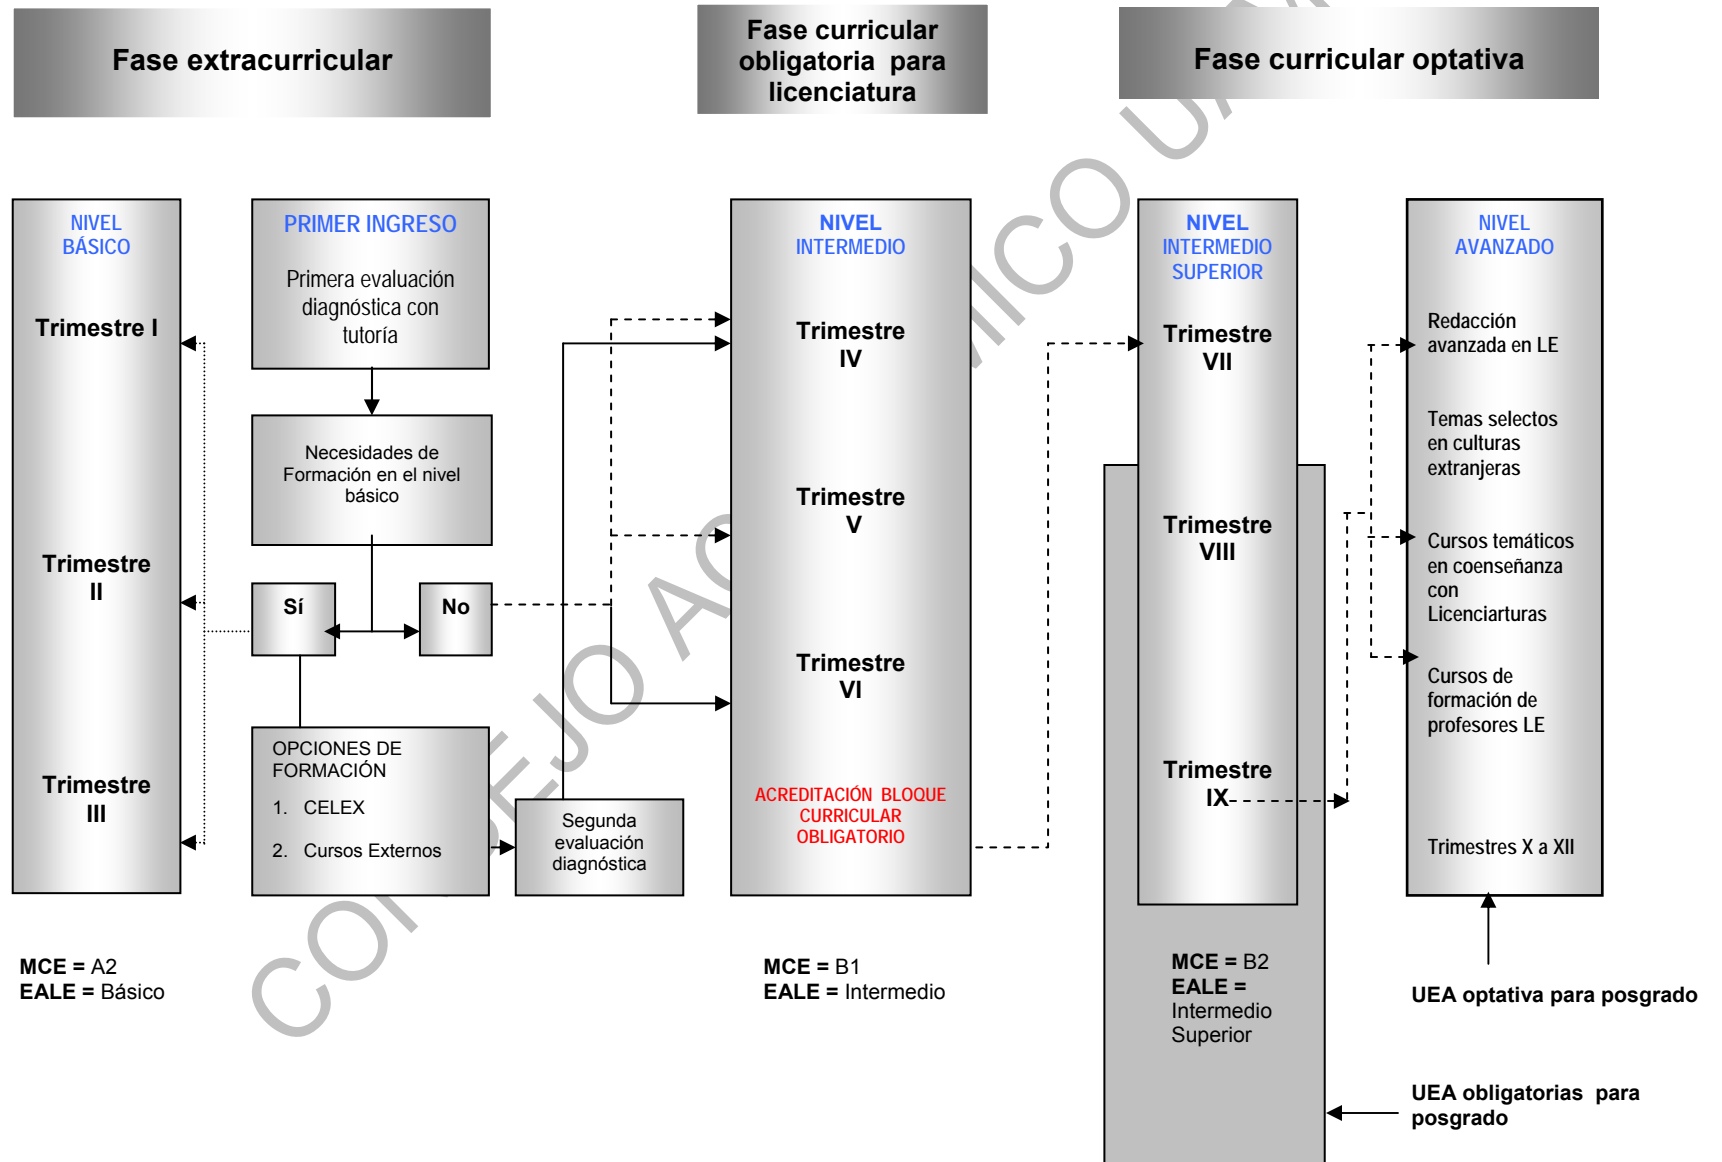 Fase extracurricular
Fase curricular
obligatoria para
licenciatura
Fase curricular optativa
NIVEL
BÁSICO
Trimestre I
Trimestre
II
Trimestre
III
MCE = A2
EALE = Básico
PRIMER INGRESO
Primera evaluación
diagnóstica con
tutoría
Necesidades de
Formación en el nivel
básico
Sí
No
OPCIONES DE
FORMACIÓN
1. CELEX
2. Cursos Externos
Segunda
evaluación
diagnóstica
NIVEL
INTERMEDIO
Trimestre
IV
Trimestre
V
Trimestre
VI
ACREDITACIÓN BLOQUE
CURRICULAR
OBLIGATORIO
MCE = B1
EALE = Intermedio
NIVEL
INTERMEDIO
SUPERIOR
Trimestre
VII
Trimestre
VIII
Trimestre
IX
MCE = B2
EALE =
Intermedio
Superior
NIVEL
AVANZADO
Redacción
avanzada en LE
Temas selectos
en culturas
extranjeras
Cursos temáticos
en coenseñanza
con
Licenciarturas
Cursos de
formación de
profesores LE
Trimestres X a XII
UEA optativa para posgrado
UEA obligatorias para
posgrado